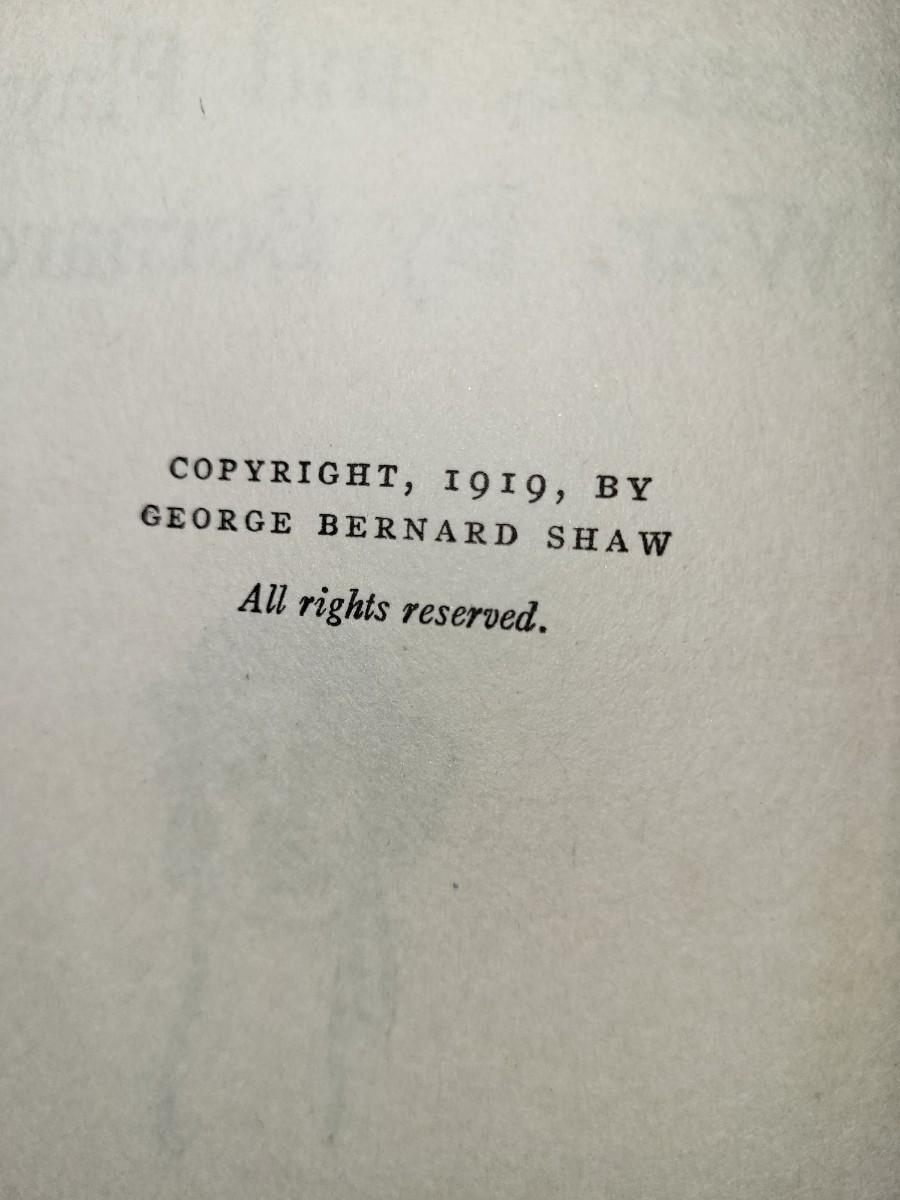 COPYRIGHT, 1919, BY
GEORGE BERNARD SHAW
All rights reserved.